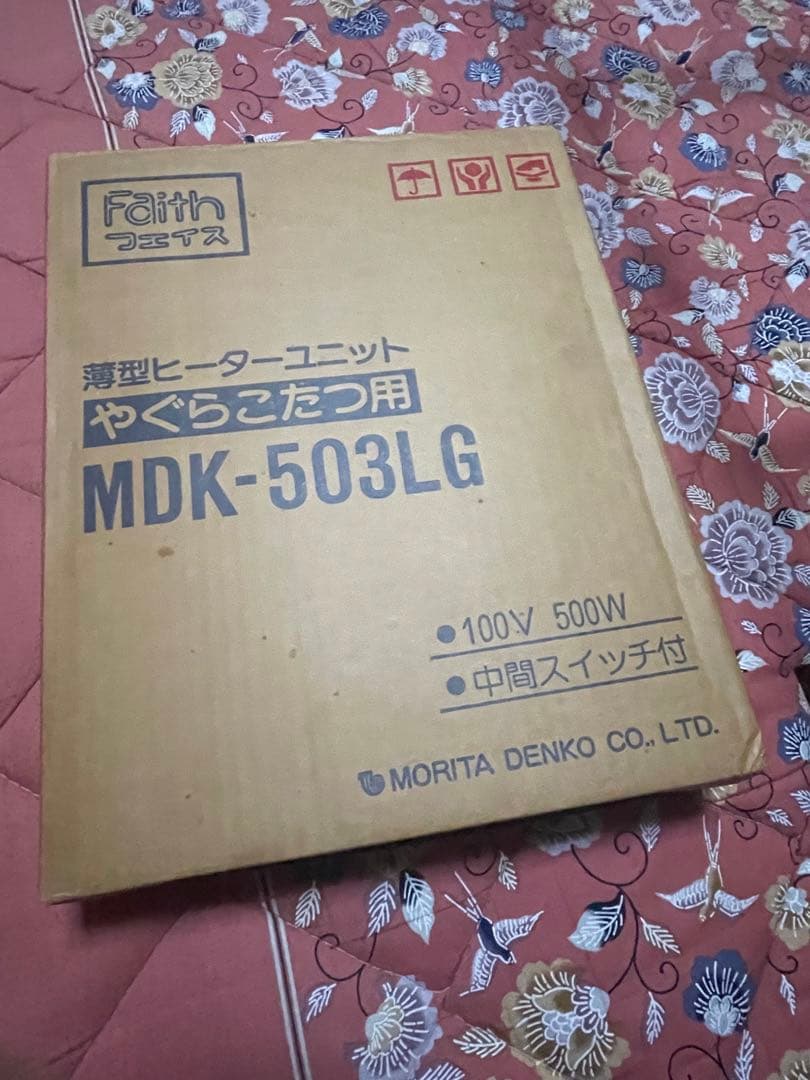 Faith
フェイス
薄型ヒーターユニット
やぐらこたつ用
MDK-503LG
●100V 500W
●中間スイッチ付
MORITA DENKO CO., LTD.